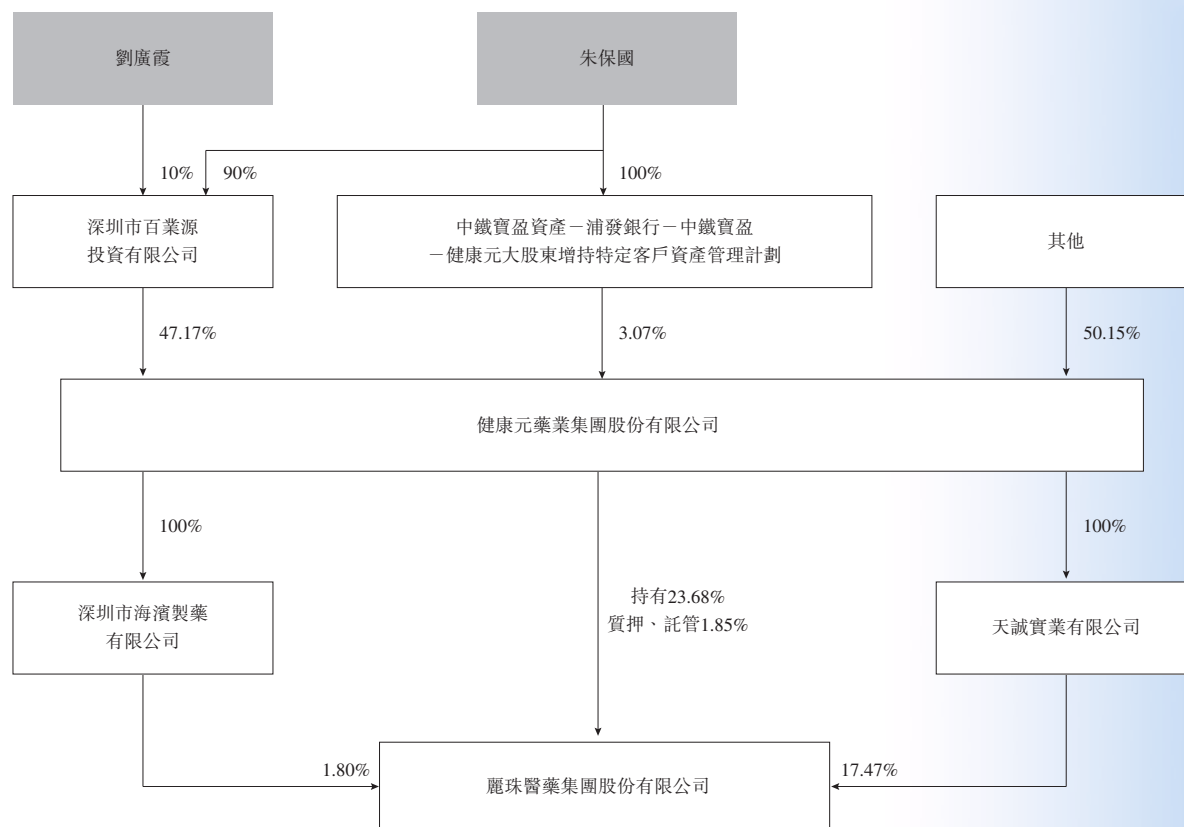 劉廣霞
朱保國
10%
90%
100%
深圳市百業源
投資有限公司
中鐵寶盈資產－浦發銀行－中鐵寶盈
－健康元大股東增持特定客戶資產管理計劃
其他
47.17%
3.07%
50.15%
健康元藥業集團股份有限公司
100%
100%
深圳市海濱製藥
有限公司
持有23.68%
質押、託管1.85%
天誠實業有限公司
1.80%
麗珠醫藥集團股份有限公司
17.47%